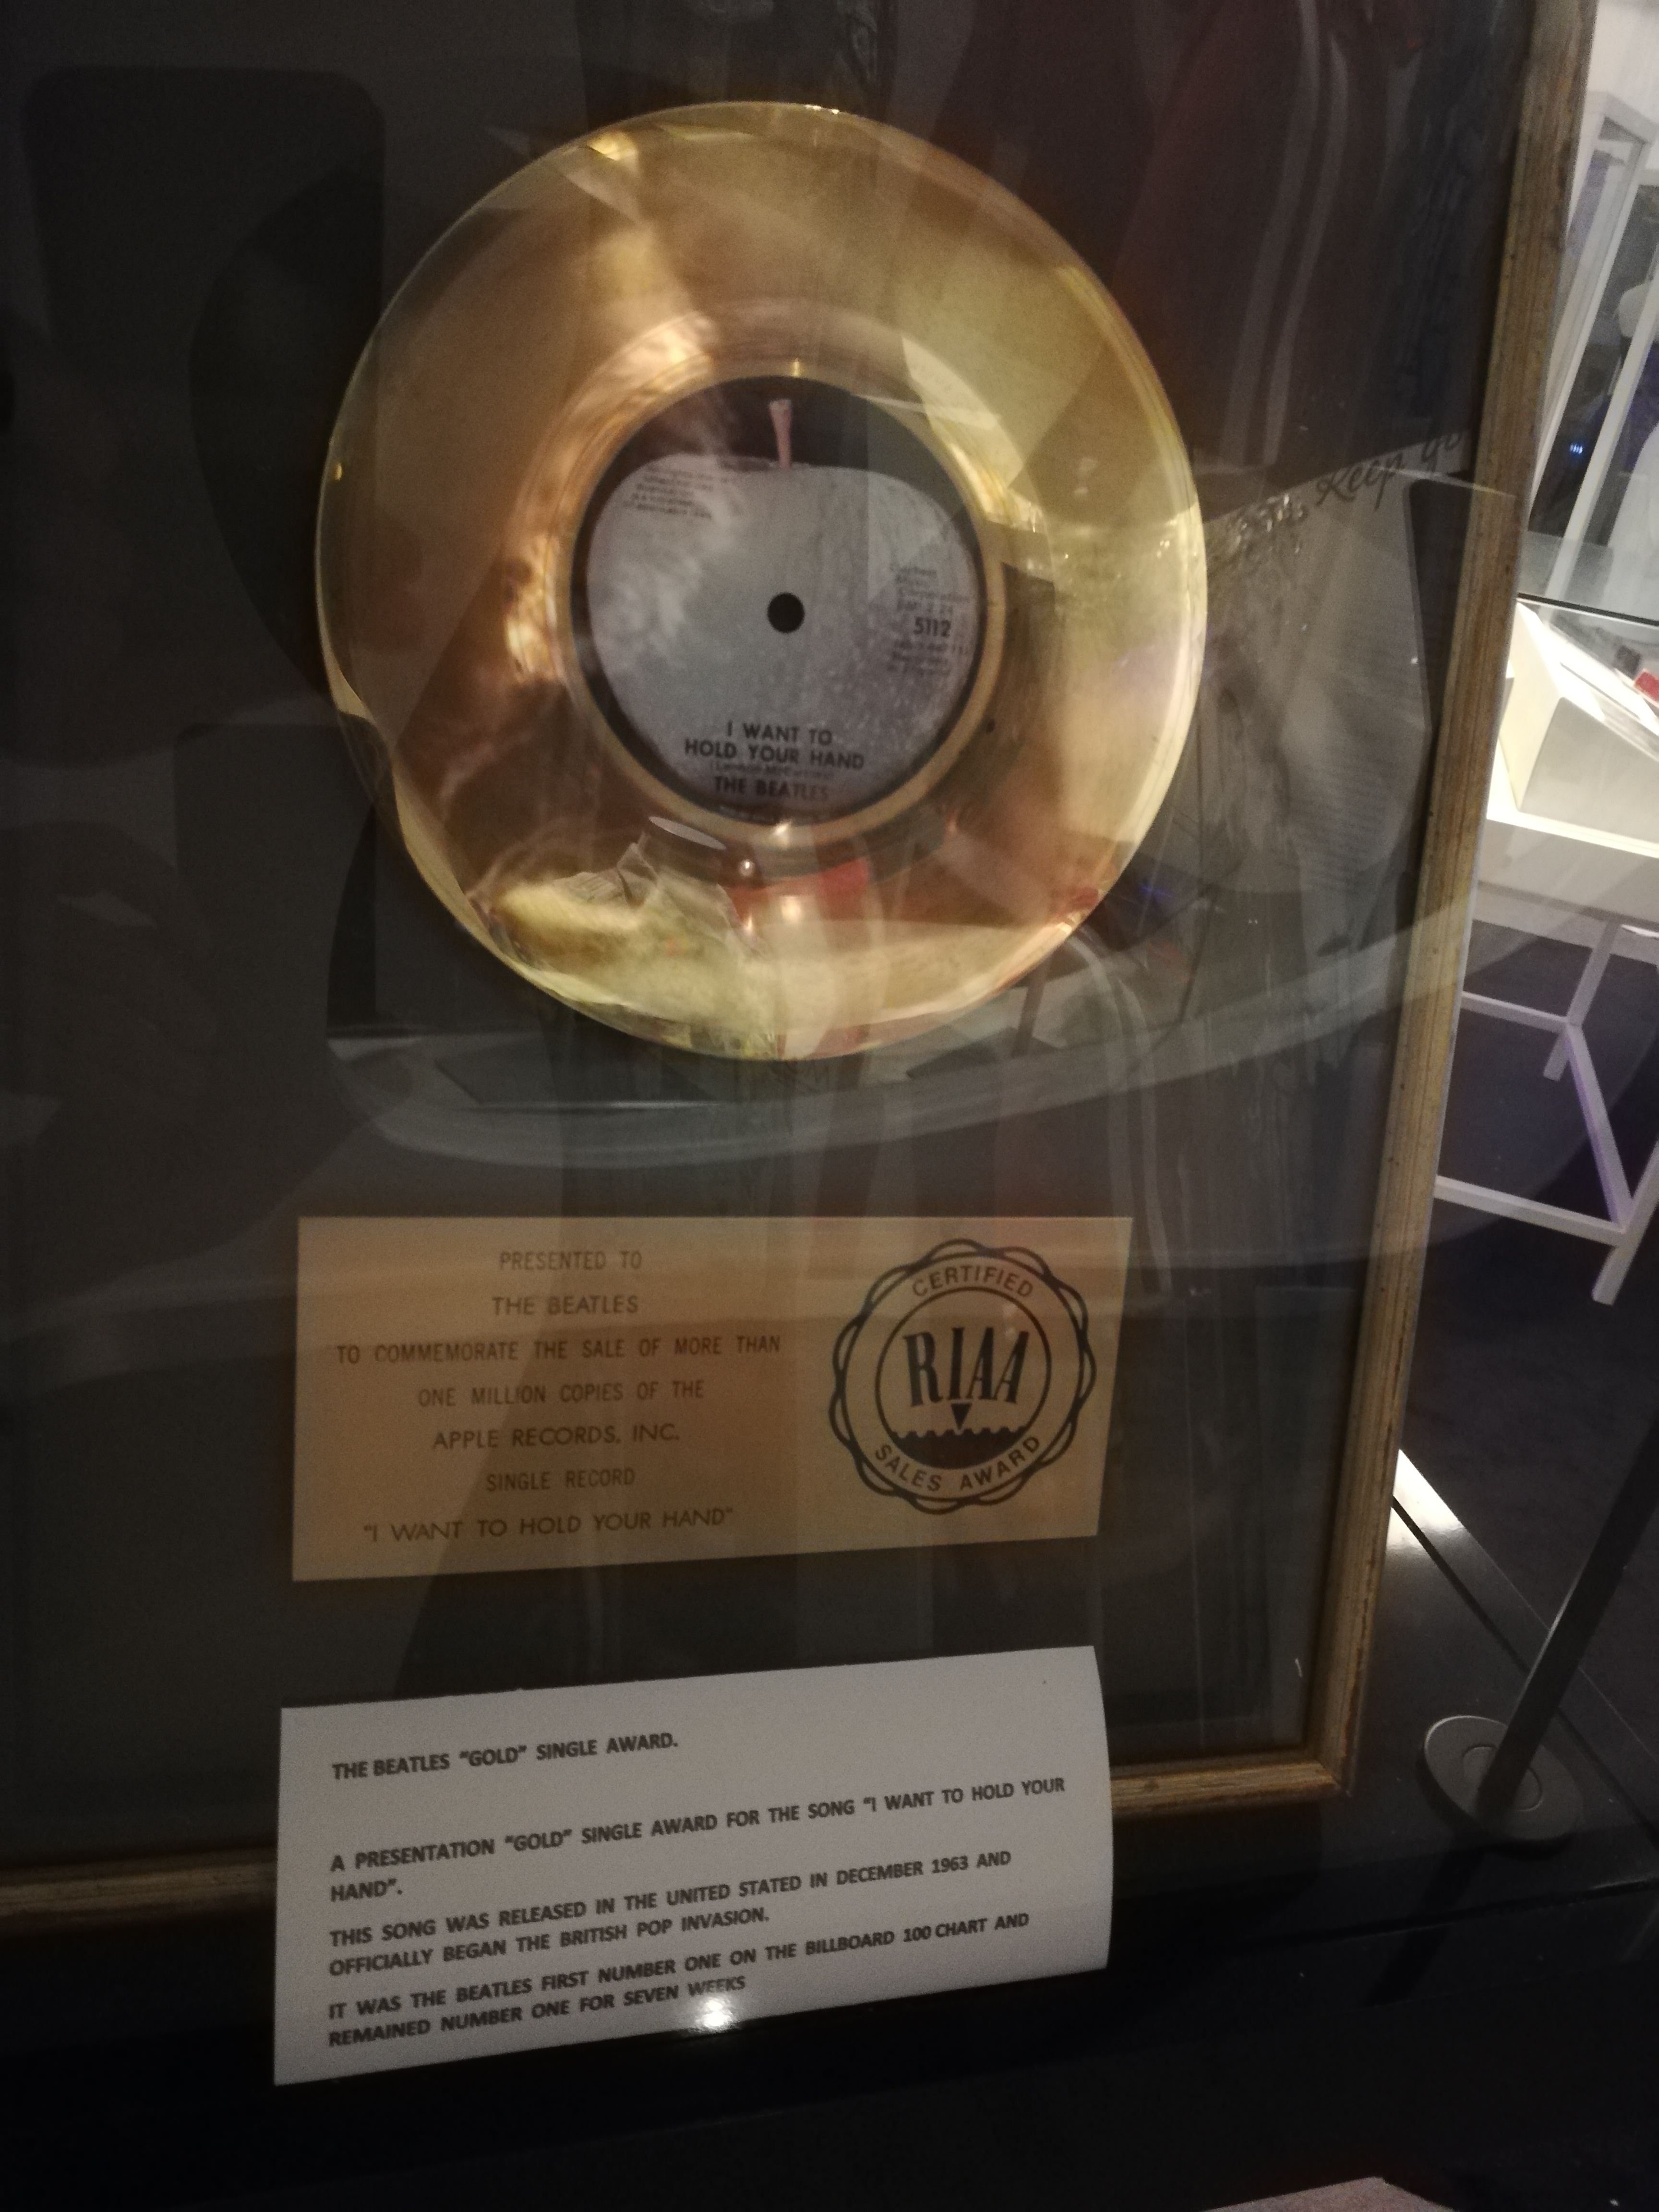 Keep go
5112
I WANT TO
HOLD YOUR HAND
THE BEATLES
PRESENTED TO
THE BEATLES
TO COMMEMORATE THE SALE OF MORE THAN
ONE MILLION COPIES OF THE
APPLE RECORDS, INC.
SINGLE RECORD
"I WANT TO HOLD YOUR HAND"
CERTIFIED
RIAA
SALES AWARD
THE BEATLES "GOLD" SINGLE AWARD.
A PRESENTATION "GOLD" SINGLE AWARD FOR THE SONG "I WANT TO HOLD YOUR
HAND".
THIS SONG WAS RELEASED IN THE UNITED STATED IN DECEMBER 1963 AND
OFFICIALLY BEGAN THE BRITISH POP INVASION.
IT WAS THE BEATLES FIRST NUMBER ONE ON THE BILLBOARD 100 CHART AND
REMAINED NUMBER ONE FOR SEVEN WEEKS